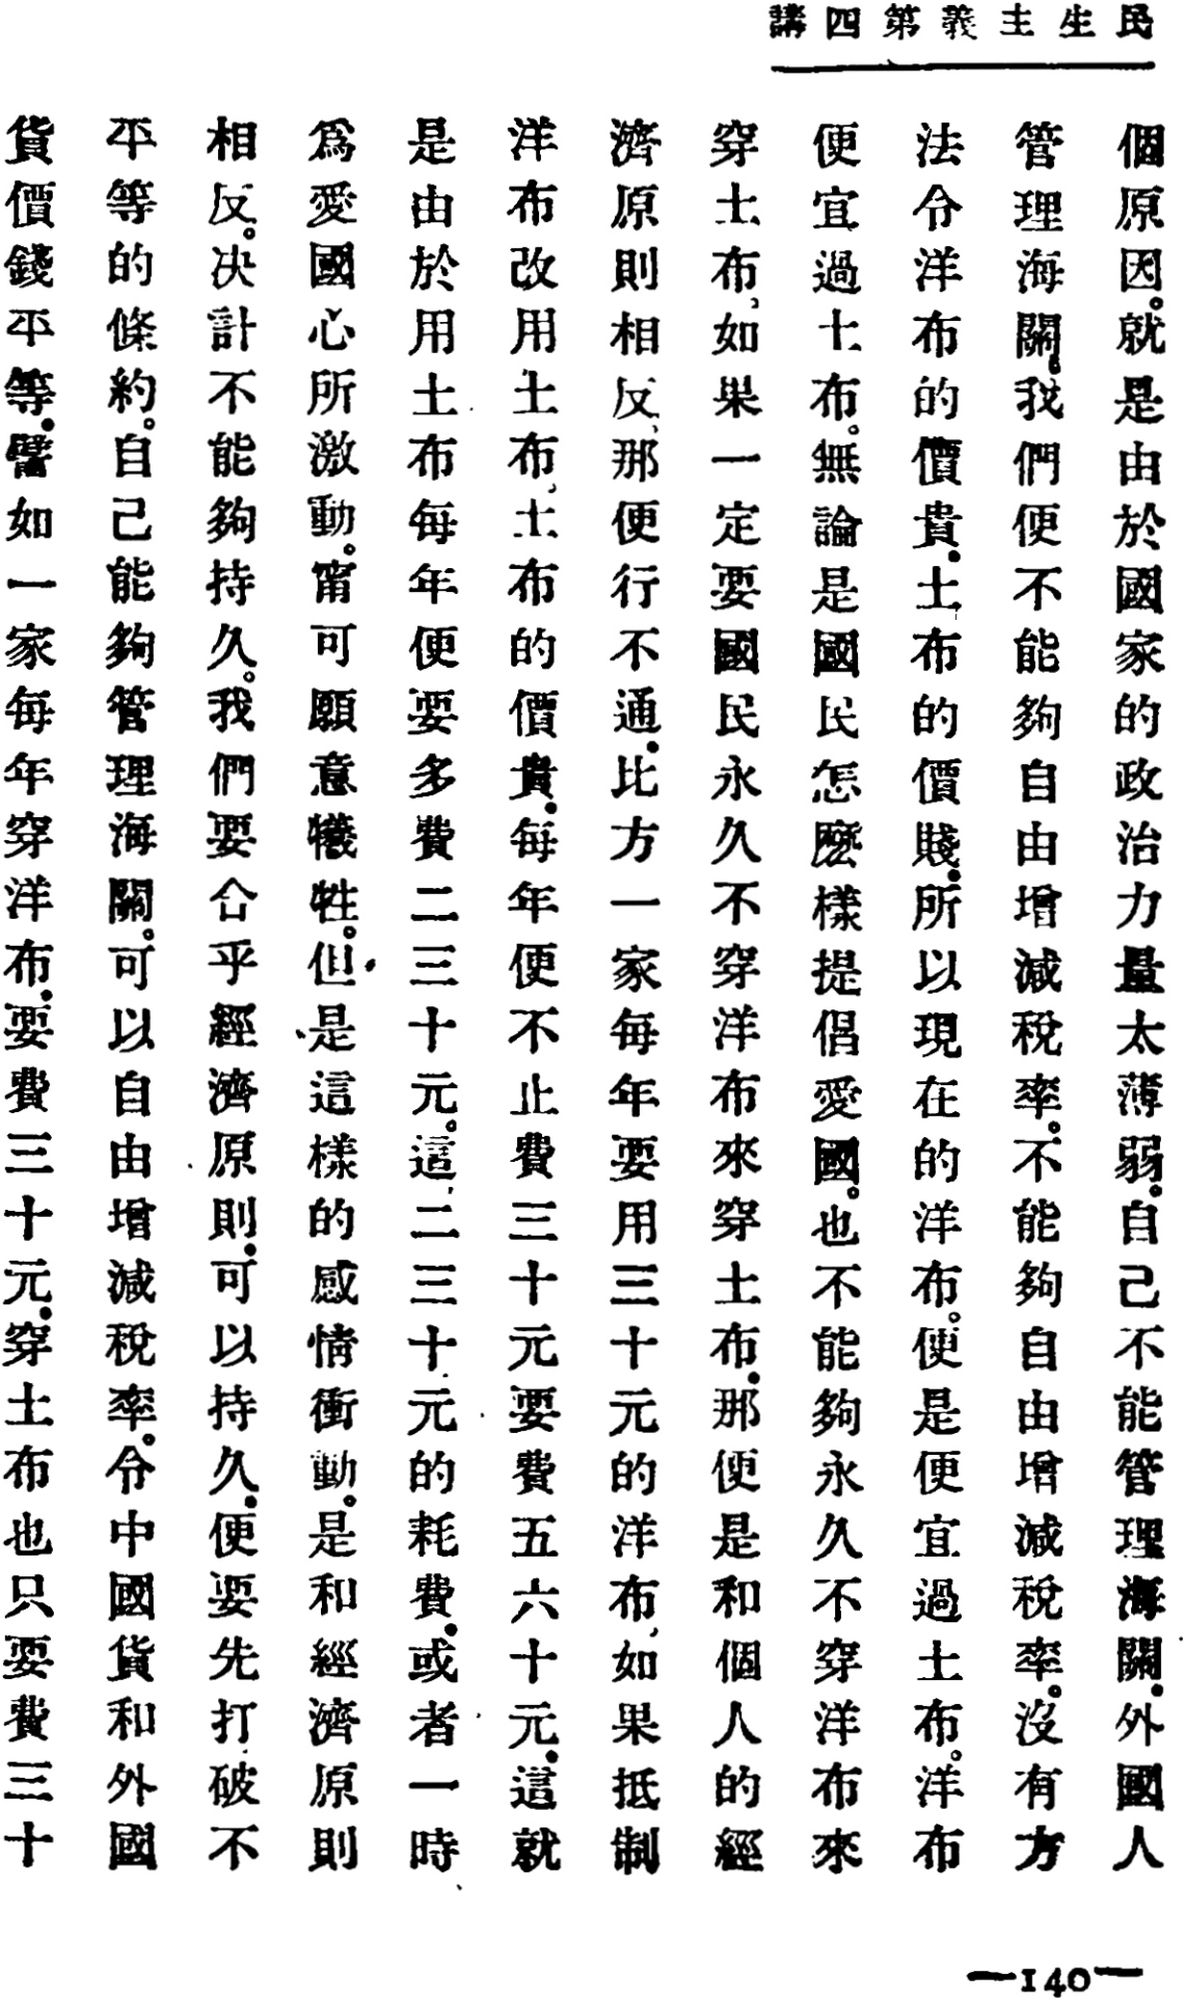 民生主義第四講
個原因。就是由於國家的政治力量太薄弱。自己不能管理海關。外國人
管理海關。我們便不能夠自由增減稅率。不能夠自由增減稅率。沒有方
法令洋布的價貴。土布的價賤。所以現在的洋布。便是便宜過土布。洋布
便宜過土布。無論是國民怎麽樣提倡愛國。也不能夠永久不穿洋布來
穿土布、如果一定要國民永久不穿洋布來穿土布。那便是和個人的經
濟原則相反、那便行不通。比方一家每年要用三十元的洋布、如果抵制
洋布改用土布、土布的價貴。每年便不止費三十元要費五六十元。這就
是由於用土布每年便要多費二三十元。這二三十元的耗費。或者一時
爲愛國心所激動。甯可願意犧牲。但是這樣的感情衝動。是和經濟原則
相反。决計不能夠持久。我們要合乎經濟原則。可以持久。便要先打破不
平等的條約。自己能夠管理海關。可以自由增減稅率。令中國貨和外國
貨價錢平等。譬如一家每年穿洋布。要費三十元。穿土布也只要費三十
—140—